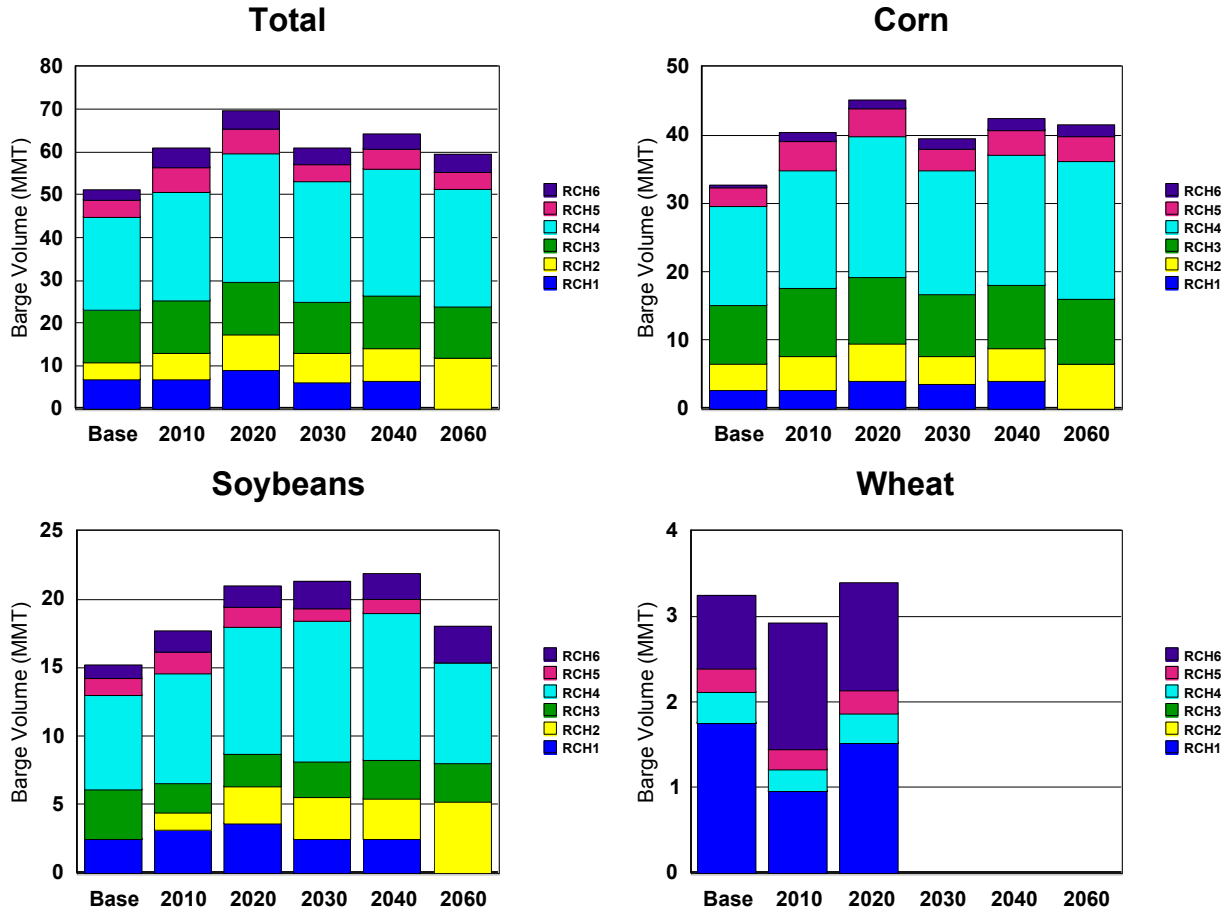 Total
Barge Volume (MMT)
80
70
60
50
40
30
20
10
0
Base 2010 2020 2030 2040 2060
RCH6
RCH5
RCH4
RCH3
RCH2
RCH1
Corn
Barge Volume (MMT)
50
40
30
20
10
0
Base 2010 2020 2030 2040 2060
RCH6
RCH5
RCH4
RCH3
RCH2
RCH1
Soybeans
Barge Volume (MMT)
25
20
15
10
5
0
Base 2010 2020 2030 2040 2060
RCH6
RCH5
RCH4
RCH3
RCH2
RCH1
Wheat
Barge Volume (MMT)
4
3
2
1
0
Base 2010 2020 2030 2040 2060
RCH6
RCH5
RCH4
RCH3
RCH2
RCH1